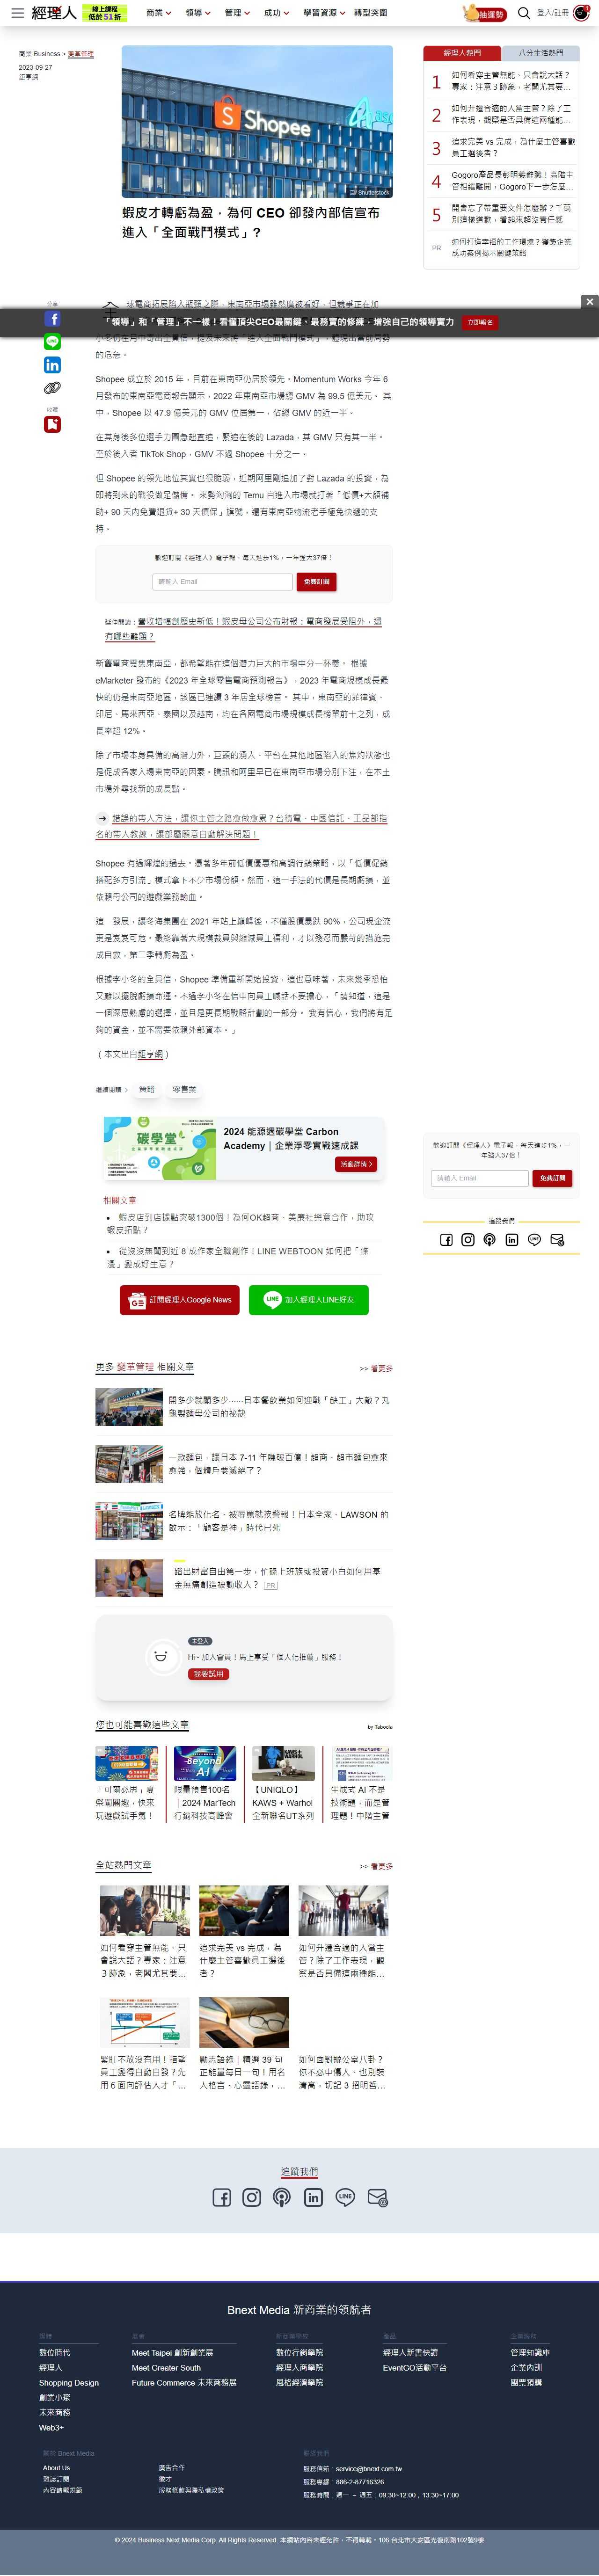 經理人
線上課程
低於51折
商業
領導
管理
成功
學習資源
轉型突圍
抽運勢
登入/註冊
商業 Business > 變革管理
2023-09-27
鉅亨網
Shopee
Shutterstock
蝦皮才轉虧為盈，為何 CEO 卻發內部信宣布
進入「全面戰鬥模式」?
經理人熱門
八分生活熱門
1
如何看穿主管無能、只會說大話？
專家：注意３跡象，老闆尤其要...
2
如何升遷合適的人當主管？除了工
作表現，觀察是否具備這兩種能...
3
追求完美 vs 完成，為什麼主管喜歡
員工選後者？
4
Gogoro產品長彭明義辭職！高階主
管相繼離開，Gogoro下一步怎麼...
5
開會忘了帶重要文件怎麼辦？千萬
別這樣道歉，看起來超沒責任感
PR
如何打造幸福的工作環境？獲獎企業
成功案例揭示關鍵策略
分享
收藏
全
球電商拓展陷入瓶頸之際，東南亞市場雖然廣被看好，但競爭正在加
「領導」和「管理」不一樣！看懂頂尖CEO最關鍵、最務實的修練，增強自己的領導實力
立即報名
小冬仍在月中寄出全員信，提及未來將「進入全面戰鬥模式」，體現出當前局勢
的危急。
Shopee 成立於 2015 年，目前在東南亞仍居於領先。Momentum Works 今年 6
月發布的東南亞電商報告顯示，2022 年東南亞市場總 GMV 為 99.5 億美元。 其
中，Shopee 以 47.9 億美元的 GMV 位居第一，佔總 GMV 的近一半。
在其身後多位選手力圖急起直追，緊追在後的 Lazada，其 GMV 只有其一半。
至於後入者 TikTok Shop，GMV 不過 Shopee 十分之一。
但 Shopee 的領先地位其實也很脆弱，近期阿里剛追加了對 Lazada 的投資，為
即將到來的戰役做足儲備。 來勢洶洶的 Temu 自進入市場就打著「低價+大額補
助+ 90 天內免費退貨+ 30 天價保」旗號，還有東南亞物流老手極兔快遞的支
持。
歡迎訂閱《經理人》電子報，每天進步1%，一年強大37倍！
請輸入 Email
免費訂閱
延伸閱讀：營收增幅創歷史新低！蝦皮母公司公布財報：電商發展受阻外，還
有哪些難題？
新舊電商雲集東南亞，都希望能在這個潛力巨大的市場中分一杯羹。 根據
eMarketer 發布的《2023 年全球零售電商預測報告》，2023 年電商規模成長最
快的仍是東南亞地區，該區已連續 3 年居全球榜首。 其中，東南亞的菲律賓、
印尼、馬來西亞、泰國以及越南，均在各國電商市場規模成長榜單前十之列，成
長率超 12%。
除了市場本身具備的高潛力外，巨頭的湧入、平台在其他地區陷入的焦灼狀態也
是促成各家入場東南亞的因素。騰訊和阿里早已在東南亞市場分別下注，在本土
市場外尋找新的成長點。
錯誤的帶人方法，讓你主管之路愈做愈累？台積電、中國信託、王品都指
名的帶人教練，讓部屬願意自動解決問題！
Shopee 有過輝煌的過去。憑著多年前低價優惠和高調行銷策略，以「低價促銷
搭配多方引流」模式拿下不少市場份額。然而，這一手法的代價是長期虧損，並
依賴母公司的遊戲業務輸血。
這一發展，讓冬海集團在 2021 年站上巔峰後，不僅股價暴跌 90%，公司現金流
更是岌岌可危。最終靠著大規模裁員與縮減員工福利，才以殘忍而嚴苛的措施完
成自救，第二季轉虧為盈。
根據李小冬的全員信，Shopee 準備重新開始投資，這也意味著，未來幾季恐怕
又難以擺脫虧損命運。不過李小冬在信中向員工喊話不要擔心，「請知道，這是
一個深思熟慮的選擇，並且是更長期戰略計劃的一部分。 我有信心，我們將有足
夠的資金，並不需要依賴外部資本。」
（本文出自鉅亨網）
繼續閱讀
策略
零售業
碳學堂
2024 能源週碳學堂 Carbon
Academy｜企業淨零實戰速成課
活動詳情
相關文章
蝦皮店到店據點突破1300個！為何OK超商、美廉社樂意合作，助攻
蝦皮拓點？
從沒沒無聞到近 8 成作家全職創作！LINE WEBTOON 如何把「條
漫」變成好生意？
訂閱經理人Google News
加入經理人LINE好友
歡迎訂閱《經理人》電子報，每天進步1%，一
年強大37倍！
請輸入 Email
免費訂閱
追蹤我們
更多 變革管理 相關文章
>> 看更多
開多少就關多少⋯⋯日本餐飲業如何迎戰「缺工」大敵？丸
龜製麵母公司的祕訣
一款麵包，讓日本 7-11 年賺破百億！超商、超市麵包愈來
愈強，個體戶要滅絕了？
名牌能放化名、被辱罵就按警報！日本全家、LAWSON 的
啟示：「顧客是神」時代已死
踏出財富自由第一步，忙碌上班族或投資小白如何用基
金無痛創造被動收入？ PR
未登入
Hi~ 加入會員！馬上享受「個人化推薦」服務！
我要試用
您也可能喜歡這些文章
by Taboola
Beyond AI
「可爾必思」夏
祭闖關趣，快來
玩遊戲試手氣！
限量預售100名
｜2024 MarTech
行銷科技高峰會
【UNIQLO】
KAWS + Warhol
全新聯名UT系列
生成式 AI 不是
技術題，而是管
理題！中階主管
全站熱門文章
>> 看更多
如何看穿主管無能、只
會說大話？專家：注意
３跡象，老闆尤其要...
追求完美 vs 完成，為
什麼主管喜歡員工選後
者？
如何升遷合適的人當主
管？除了工作表現，觀
察是否具備這兩種能...
緊盯不放沒有用！指望
員工變得自動自發？先
用６面向評估人才「...
勵志語錄｜精選 39 句
正能量每日一句！用名
人格言、心靈語錄，...
如何面對辦公室八卦？
你不必中傷人、也別裝
清高，切記 3 招明哲...
追蹤我們
Bnext Media 新商業的領航者
媒體
數位時代
經理人
Shopping Design
創業小聚
未來商務
Web3+
展會
Meet Taipei 創新創業展
Meet Greater South
Future Commerce 未來商務展
新商業學校
數位行銷學院
經理人商學院
風格經濟學院
產品
經理人新書快讀
EventGO活動平台
企業服務
管理知識庫
企業內訓
團票預購
關於 Bnext Media
About Us
雜誌訂閱
內容轉載規範
廣告合作
徵才
服務條款與隱私權政策
聯絡我們
服務信箱：service@bnext.com.tw
服務專線：886-2-87716326
服務時間：週一 ~ 週五：09:30~12:00；13:30~17:00
© 2024 Business Next Media Corp. All Rights Reserved. 本網站內容未經允許，不得轉載。106 台北市大安區光復南路102號9樓